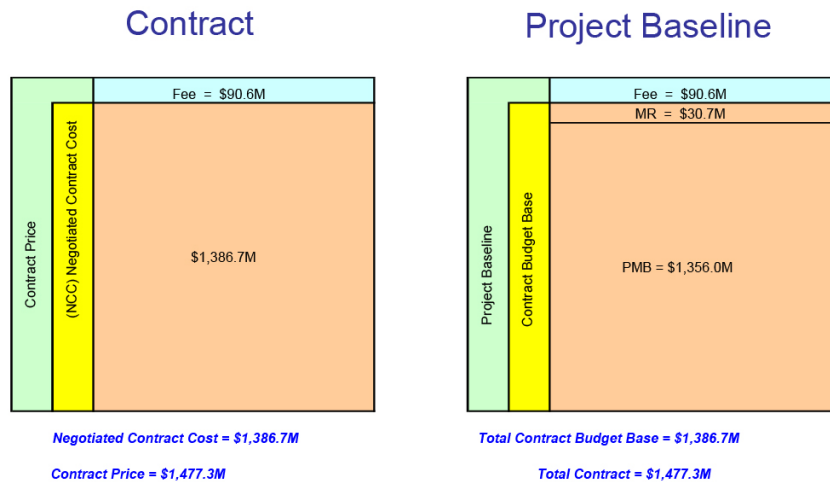 Contract
Project Baseline
Fee = $90.6M
Contract Price
(NCC) Negotiated Contract Cost
$1,386.7M
Negotiated Contract Cost = $1,386.7M
Contract Price = $1,477.3M
Fee = $90.6M
MR = $30.7M
Project Baseline
Contract Budget Base
PMB = $1,356.0M
Total Contract Budget Base = $1,386.7M
Total Contract = $1,477.3M